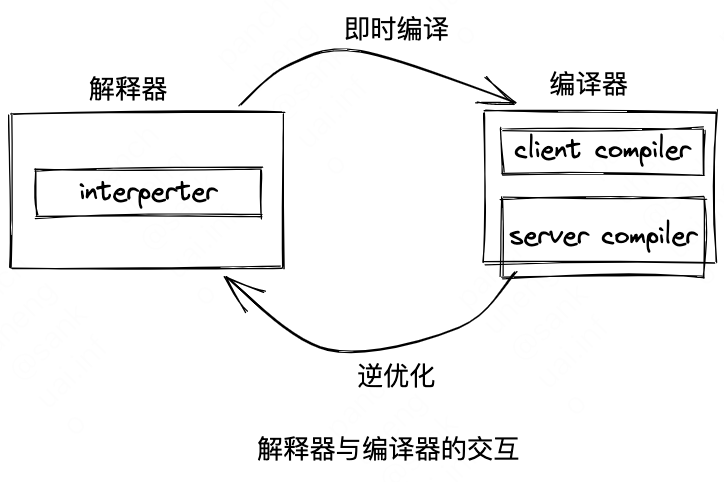 即时编译
解释器
编译器
interperter
client compiler
server compiler
逆优化
解释器与编译器的交互